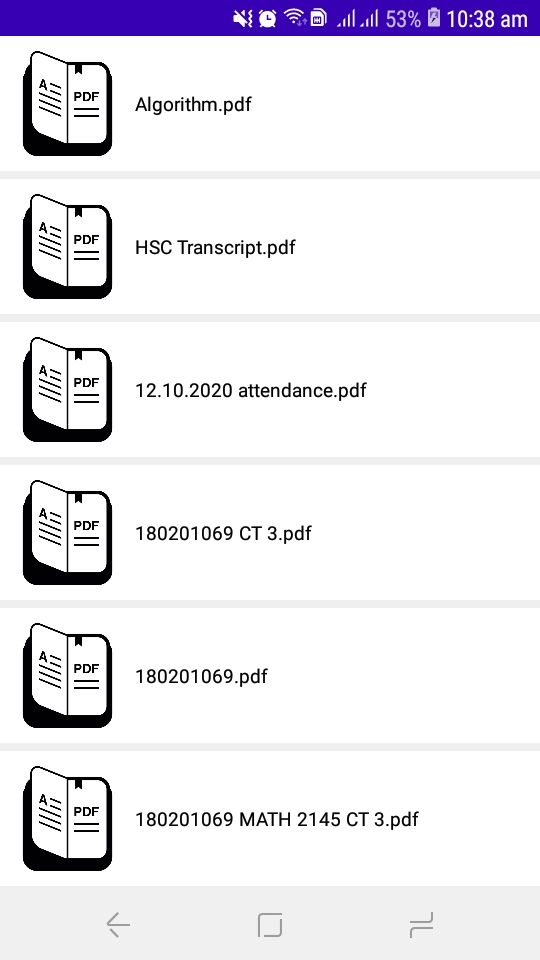 53% 10:38 am
A PDF
Algorithm.pdf
A PDF
HSC Transcript.pdf
A PDF
12.10.2020 attendance.pdf
A PDF
180201069 CT 3.pdf
A PDF
180201069.pdf
A PDF
180201069 MATH 2145 CT 3.pdf